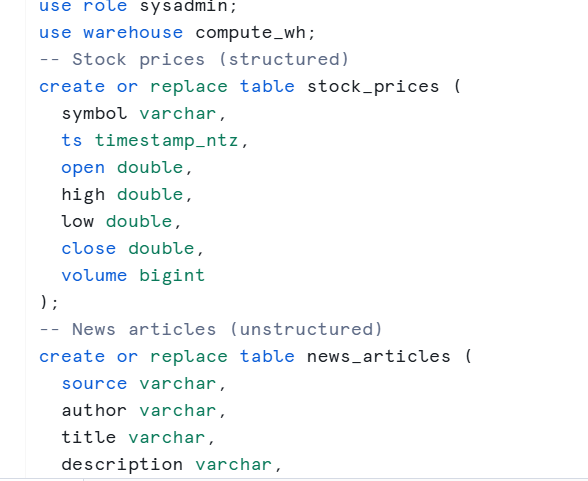 use role sysadmin;
use warehouse compute_wh;
-- Stock prices (structured)
create or replace table stock_prices (
  symbol varchar,
  ts timestamp_ntz,
  open double,
  high double,
  low double,
  close double,
  volume bigint
);
-- News articles (unstructured)
create or replace table news_articles (
  source varchar,
  author varchar,
  title varchar,
  description varchar,